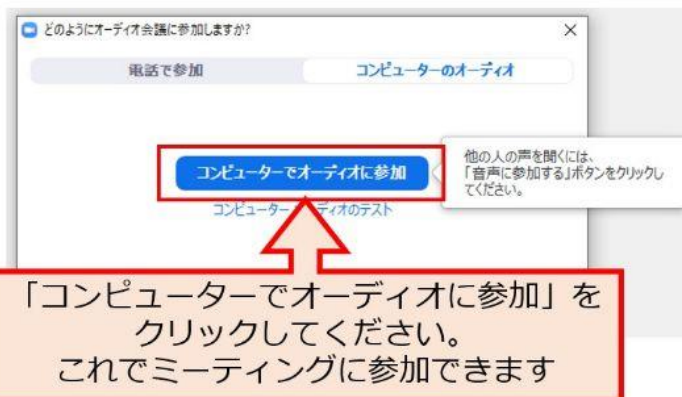 どのようにオーディオ会議に参加しますか?
電話で参加
コンピューターのオーディオ
コンピューターでオーディオに参加
他の人の声を聞くには、
「音声に参加する」ボタンをクリックし
てください。
コンピューター ディオのテスト
「コンピューターでオーディオに参加」を
クリックしてください。
これでミーティングに参加できます